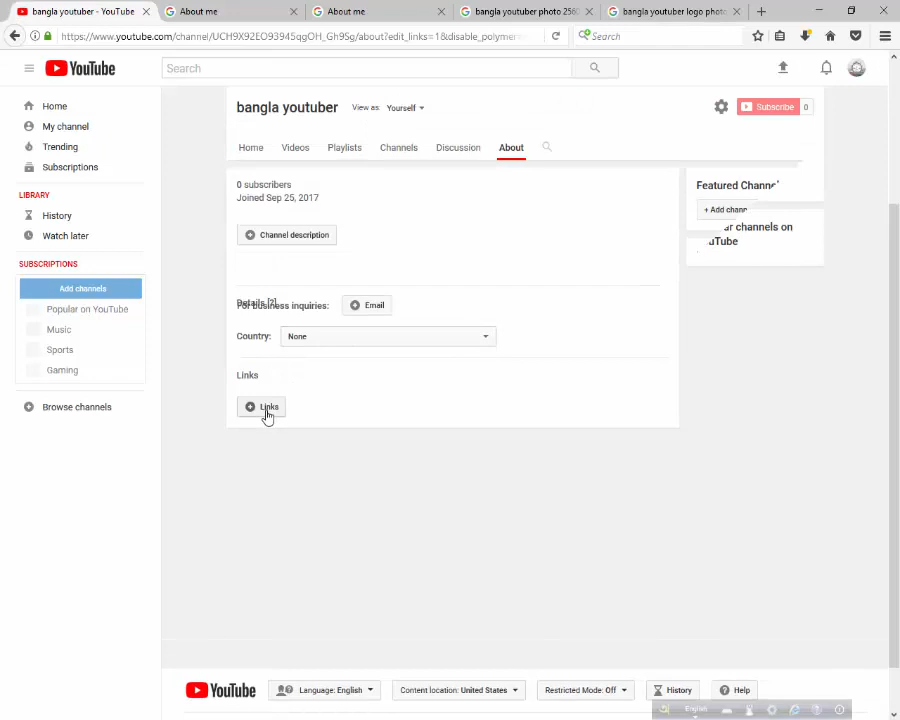 bangla youtuber - YouTube
About me
About me
bangla youtuber photo 2560
bangla youtuber logo photo
https://www.youtube.com/channel/UCH9X92EO93945qgOH_Gh9Sg/about?edit_links=1&disable_polymer=
Search
YouTube
Search
Home
My channel
Trending
Subscriptions
LIBRARY
History
Watch later
SUBSCRIPTIONS
Add channels
Popular on YouTube
Music
Sports
Gaming
Browse channels
bangla youtuber
View as: Yourself
Subscribe 0
Home Videos Playlists Channels Discussion About
0 subscribers
Joined Sep 25, 2017
Channel description
Details [?]
For business inquiries:
Email
Country:
None
Links
Links
Featured Channe
+ Add chann
ar channels on
uTube
YouTube
Language: English
Content location: United States
Restricted Mode: Off
History
Help
English